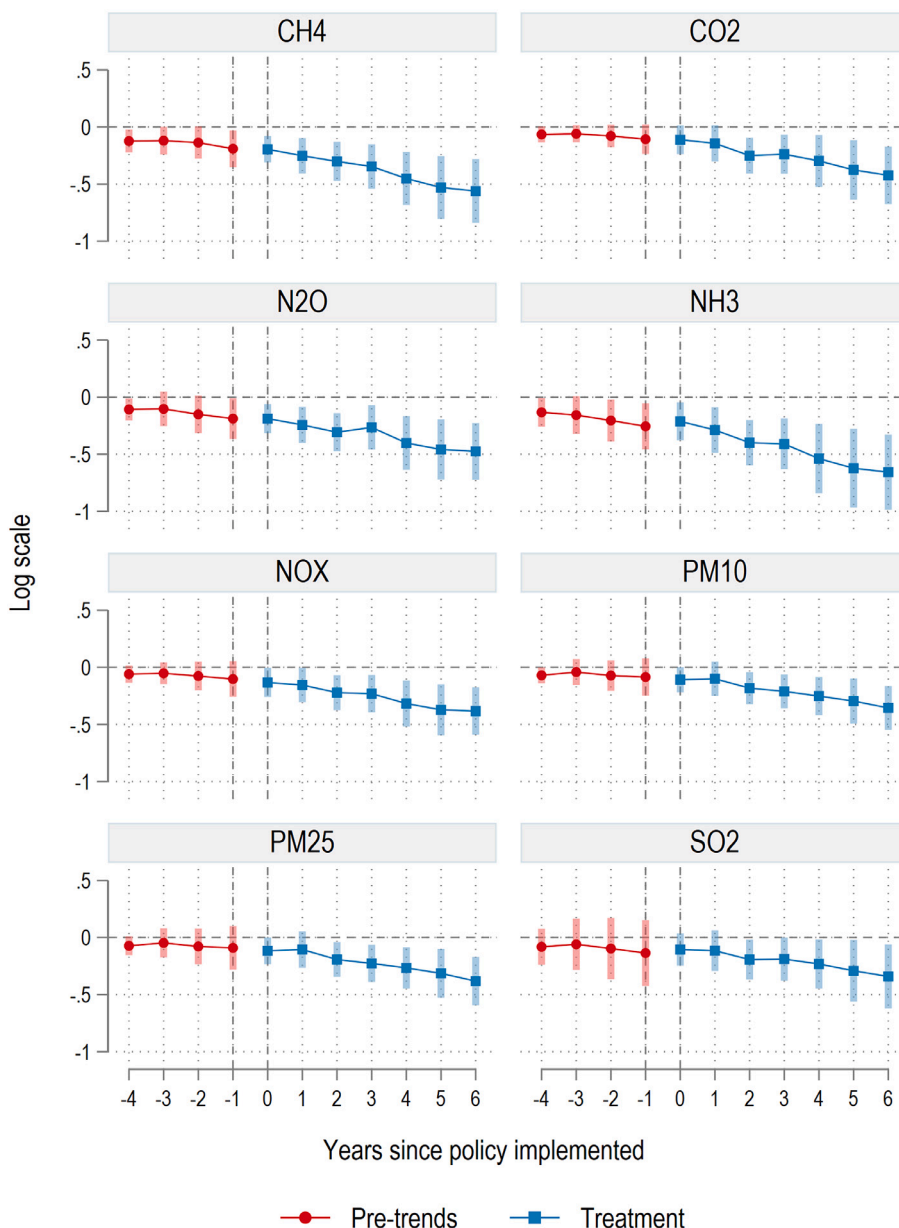 CH4 CO2
.5
0
-.5
-1
N2O NH3
.5
0
-.5
-1
NOX PM10
.5
0
-.5
-1
PM25 SO2
.5
0
-.5
-1
Log scale
-4 -3 -2 -1 0 1 2 3 4 5 6 -4 -3 -2 -1 0 1 2 3 4 5 6
Years since policy implemented
Pre-trends Treatment